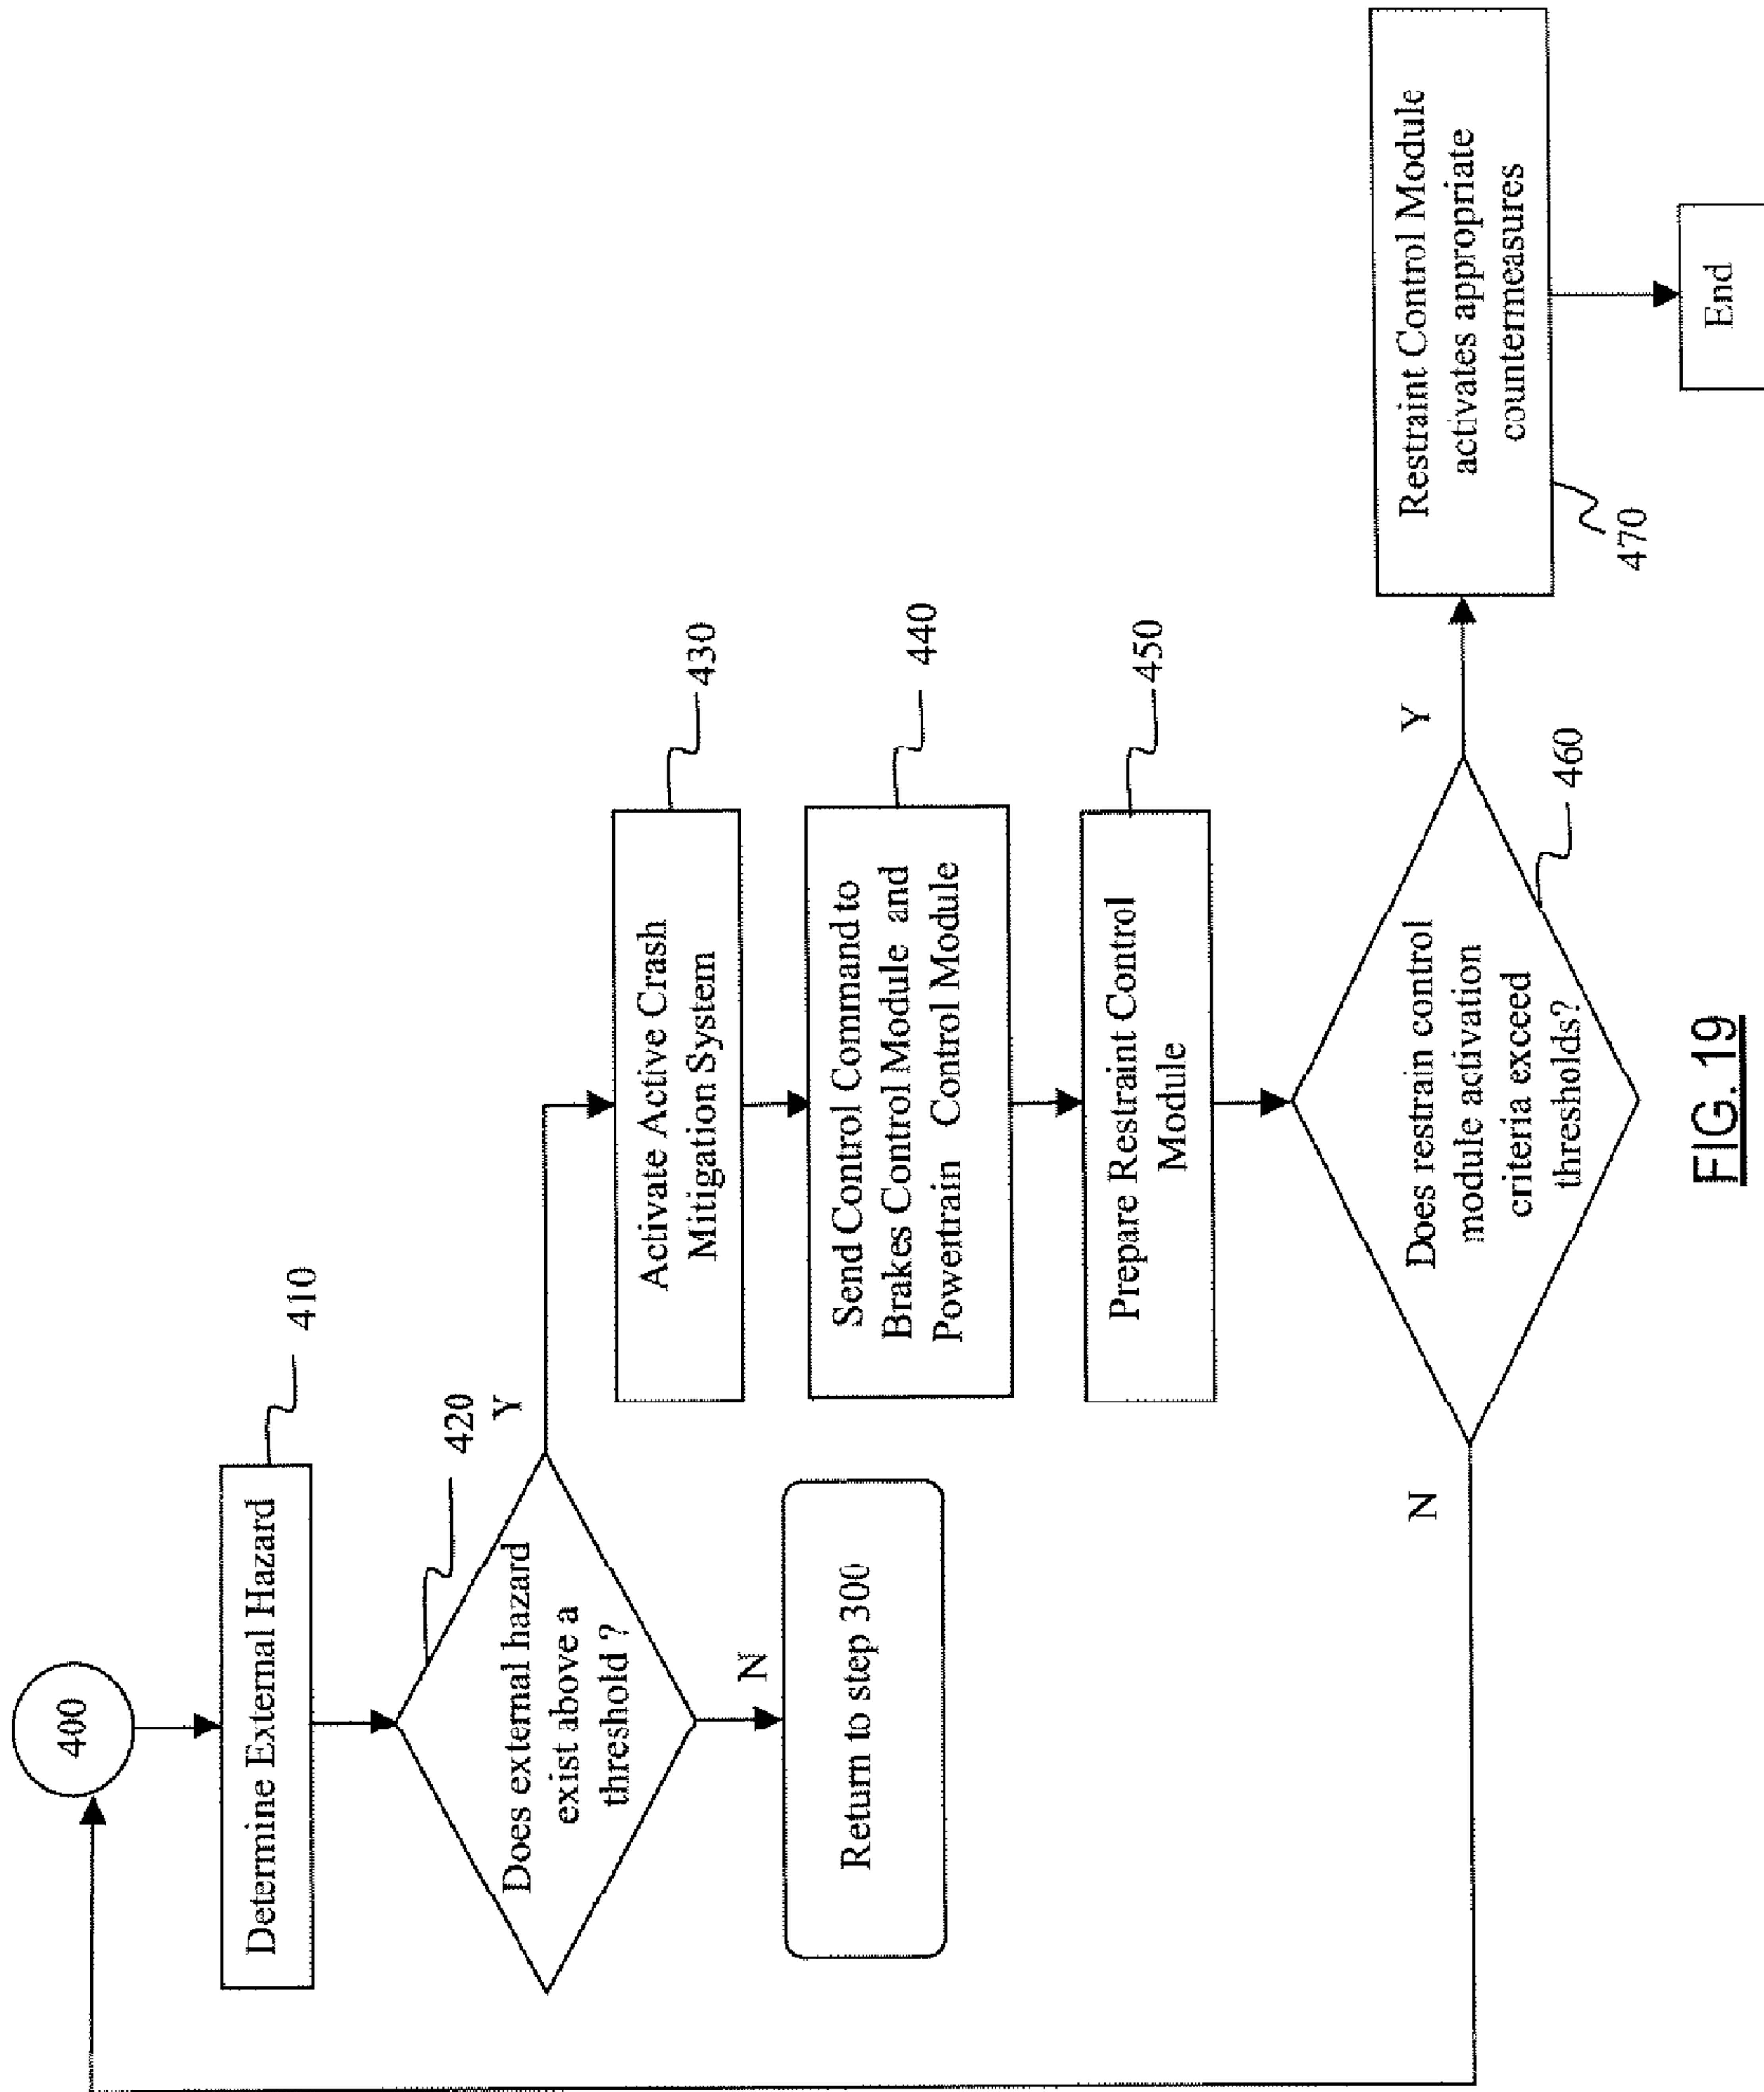 400
Determine External Hazard
410
Does external hazard
exist above a
threshold ?
420
Y
N
Return to step 300
Activate Active Crash
Mitigation System
430
Send Control Command to
Brakes Control Module and
Powertrain Control Module
440
Prepare Restraint Control
Module
450
Does restrain control
module activation
criteria exceed
thresholds?
460
N
Y
Restraint Control Module
activates appropriate
countermeasures
470
End
FIG. 19